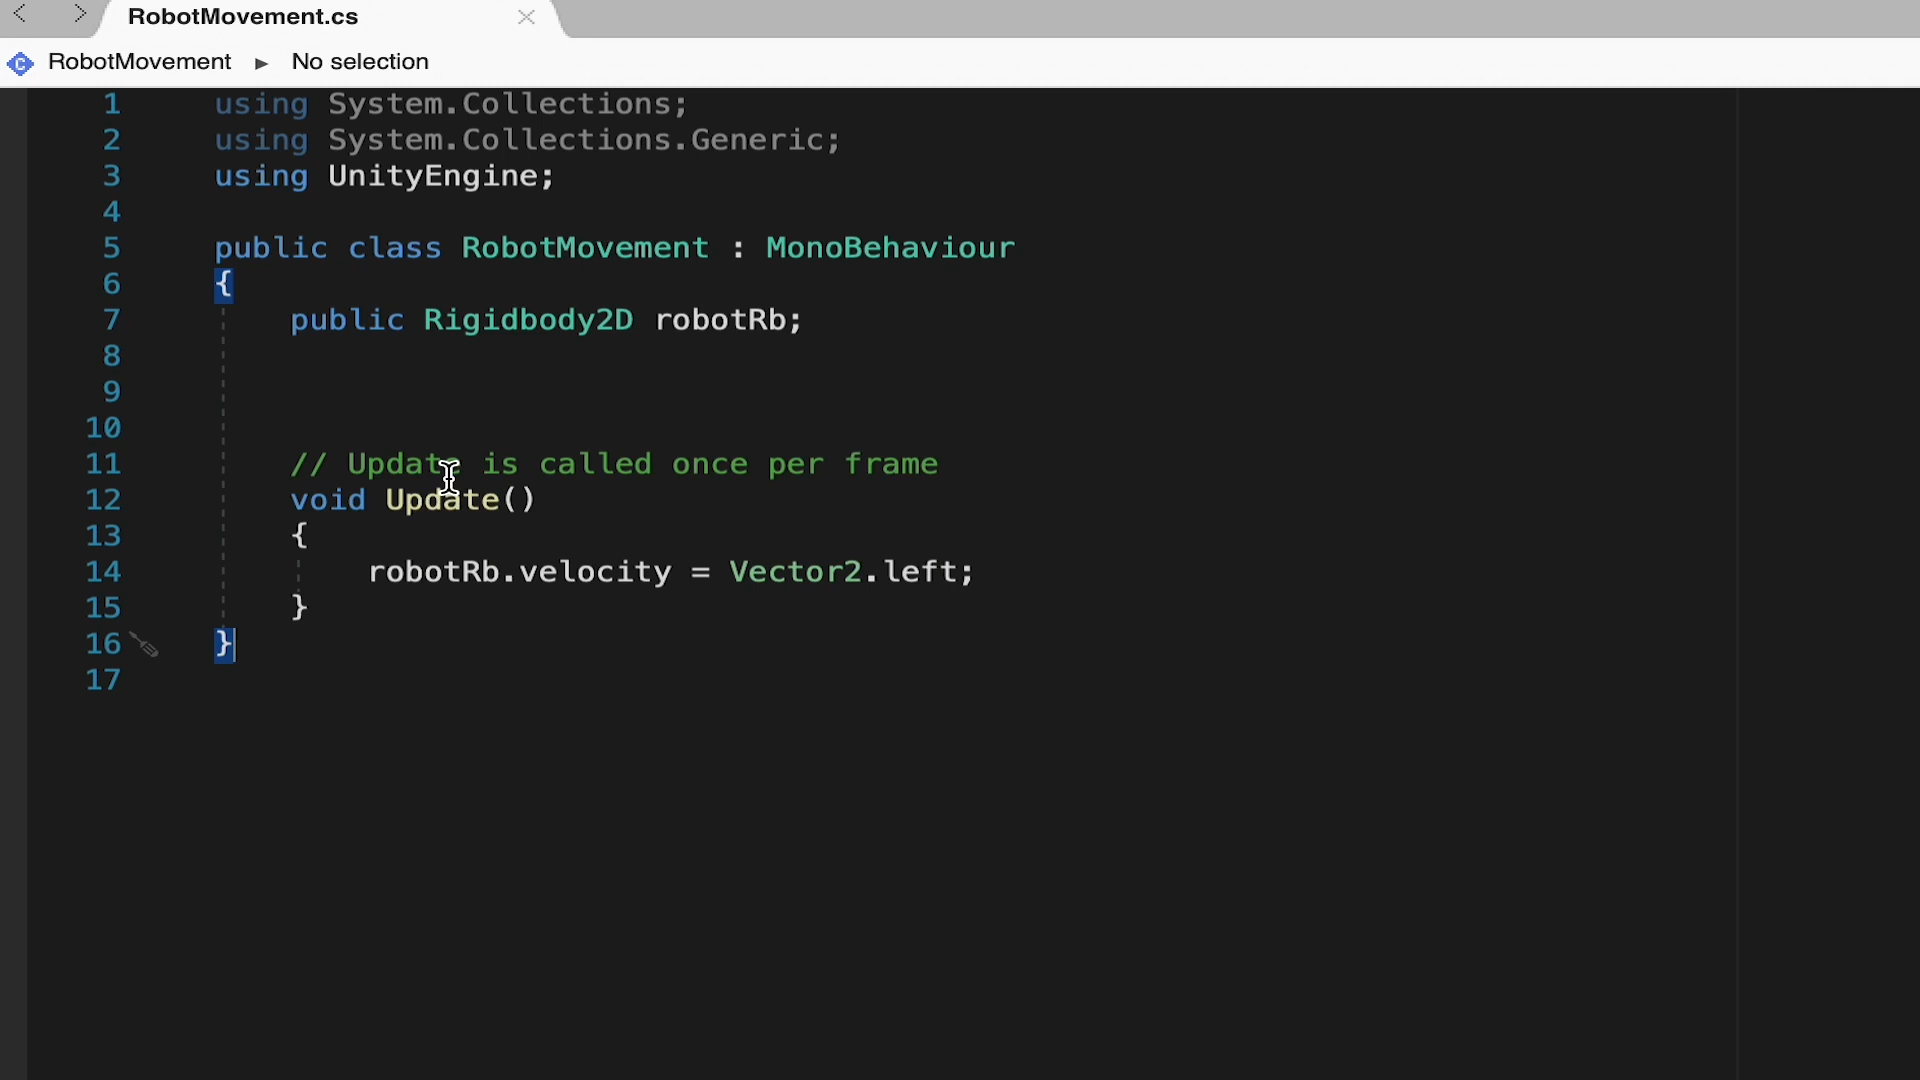 RobotMovement.cs
RobotMovement ▸ No selection
1 using System.Collections;
2 using System.Collections.Generic;
3 using UnityEngine;
4
5 public class RobotMovement : MonoBehaviour
6 {
7 public Rigidbody2D robotRb;
8
9
10
11 // Update is called once per frame
12 void Update()
13 {
14 robotRb.velocity = Vector2.left;
15 }
16 }
17